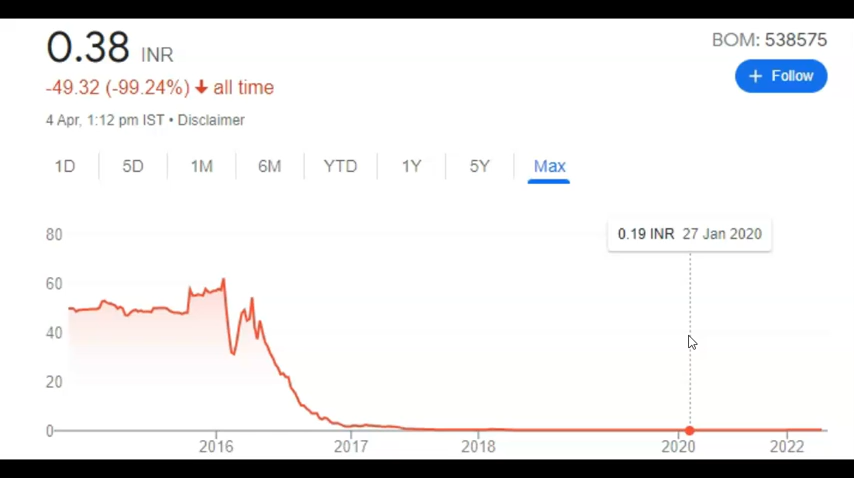 0.38 INR
BOM: 538575
+ Follow
-49.32 (-99.24%) ↓ all time
4 Apr, 1:12 pm IST • Disclaimer
1D 5D 1M 6M YTD 1Y 5Y Max
0.19 INR 27 Jan 2020
80
60
40
20
0
2016 2017 2018 2020 2022